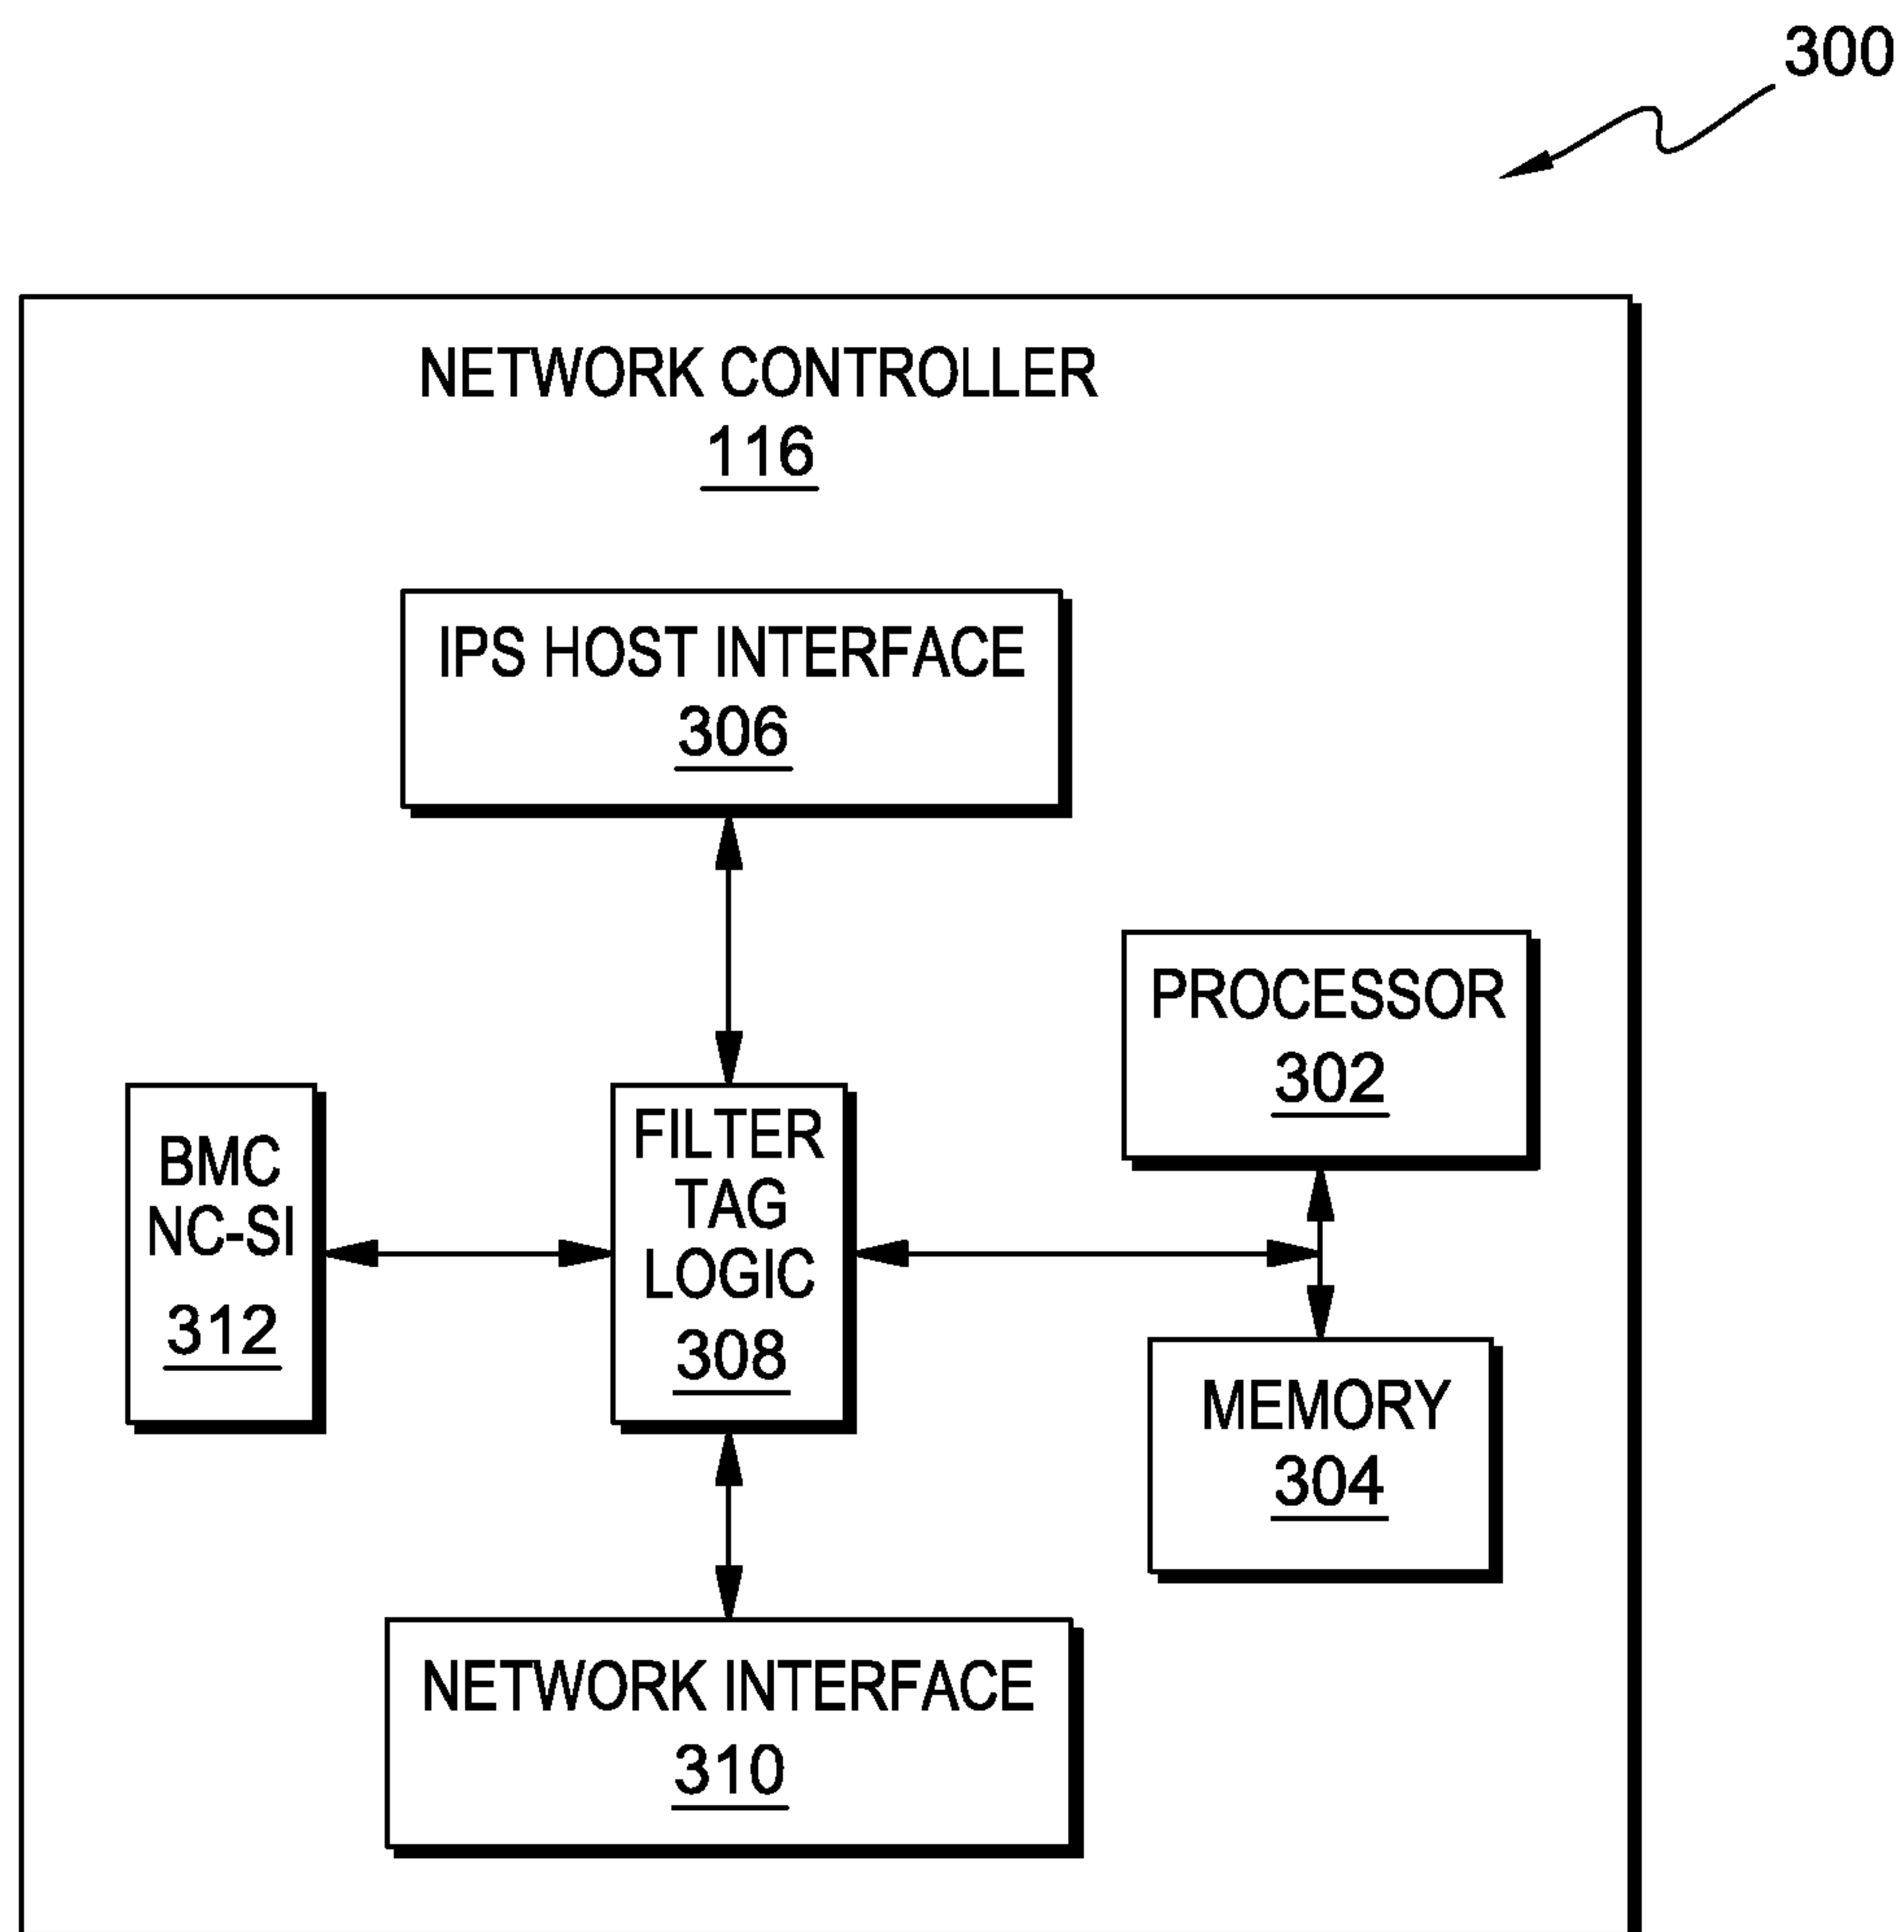 300
NETWORK CONTROLLER
116
IPS HOST INTERFACE
306
PROCESSOR
302
BMC
NC-SI
312
FILTER
TAG
LOGIC
308
MEMORY
304
NETWORK INTERFACE
310